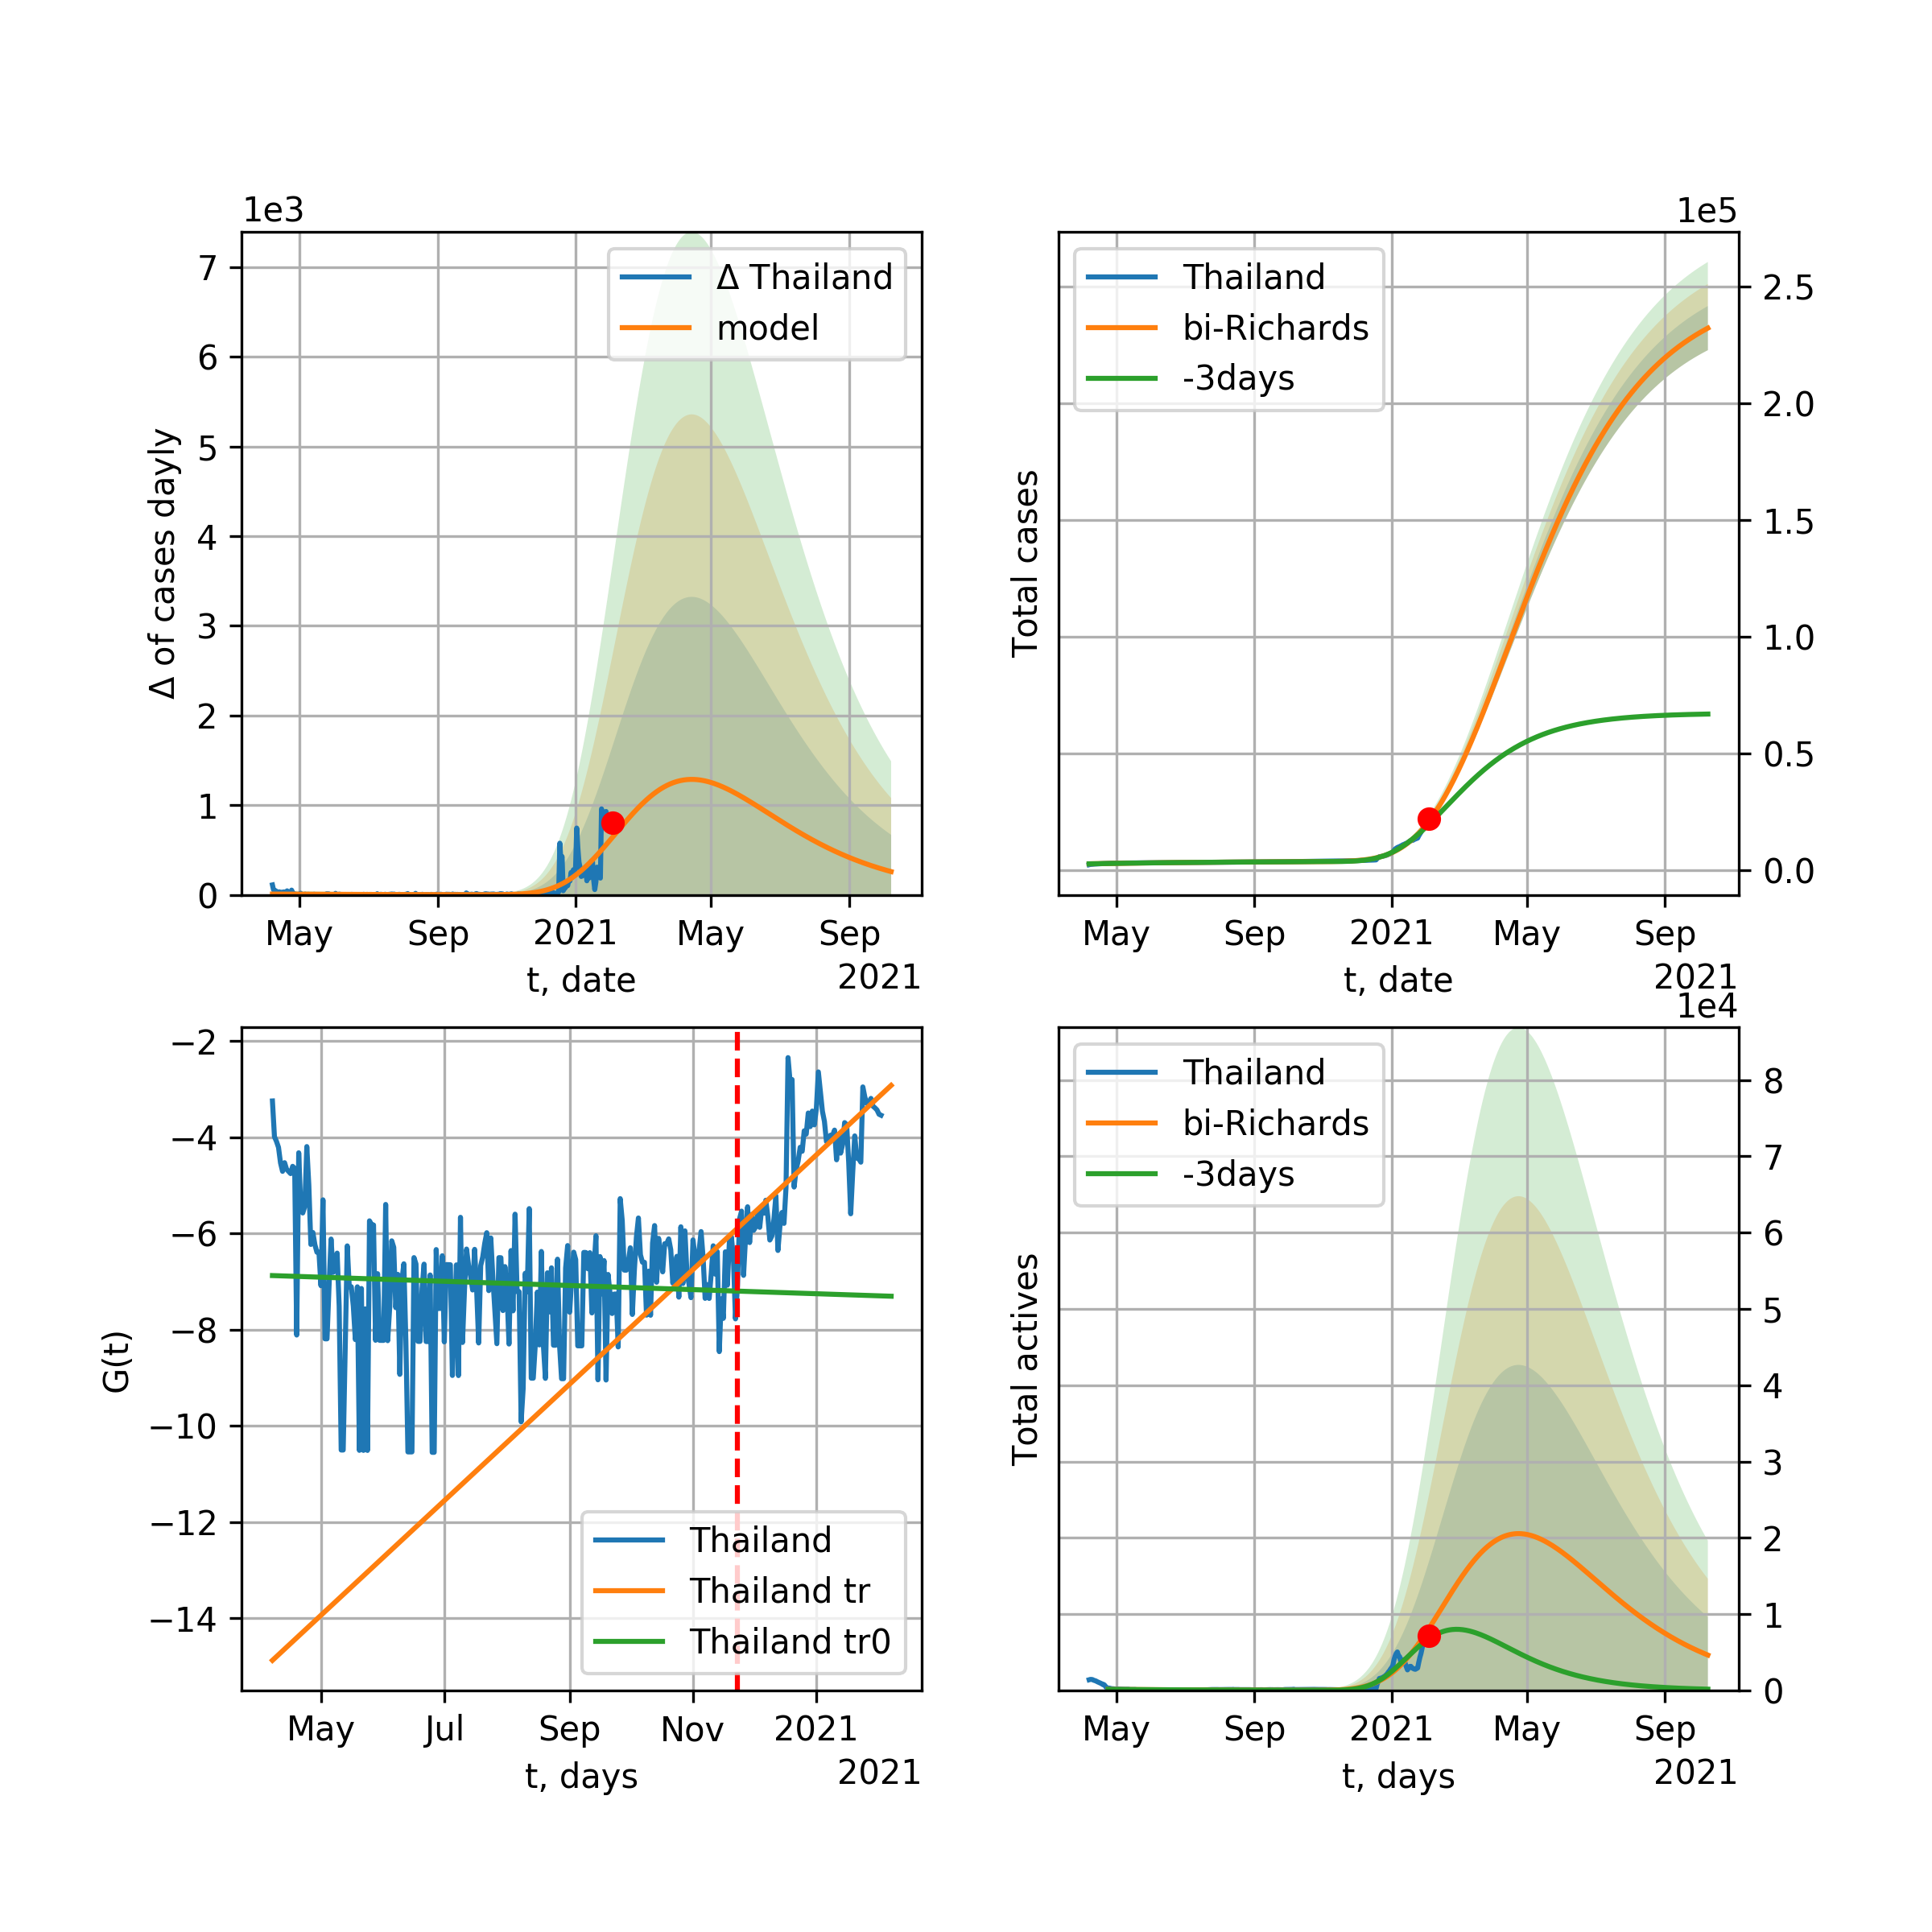 1e3
7
6
5
4
3
2
1
0
Δ of cases dayly
Δ Thailand
model
May
Sep
2021
May
Sep
t, date
2021
1e5
Total cases
Thailand
bi-Richards
-3days
2.5
2.0
1.5
1.0
0.5
0.0
May
Sep
2021
May
Sep
t, date
2021
−2
−4
−6
−8
−10
−12
−14
G(t)
Thailand
Thailand tr
Thailand tr0
May
Jul
Sep
Nov
2021
t, days
2021
1e4
Total actives
Thailand
bi-Richards
-3days
8
7
6
5
4
3
2
1
0
May
Sep
2021
May
Sep
t, days
2021